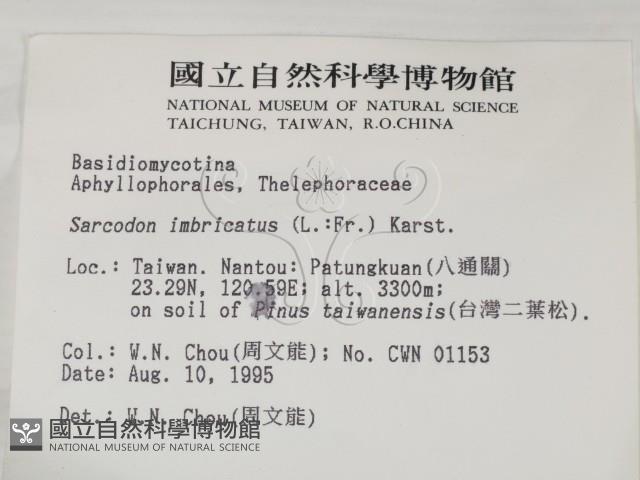 國立自然科學博物館
NATIONAL MUSEUM OF NATURAL SCIENCE
TAICHUNG, TAIWAN, R.O.CHINA
Basidiomycotina
Aphyllophorales, Thelephoraceae
Sarcodon imbricatus (L.:Fr.) Karst.
Loc.: Taiwan. Nantou: Patungkuan(八通關)
23.29N, 120.59E; alt. 3300m;
on soil of Pinus taiwanensis(台灣二葉松).
Col.: W.N. Chou(周文能); No. CWN 01153
Date: Aug. 10, 1995
Det.: W.N. Chou(周文能)
國立自然科學博物館
NATIONAL MUSEUM OF NATURAL SCIENCE